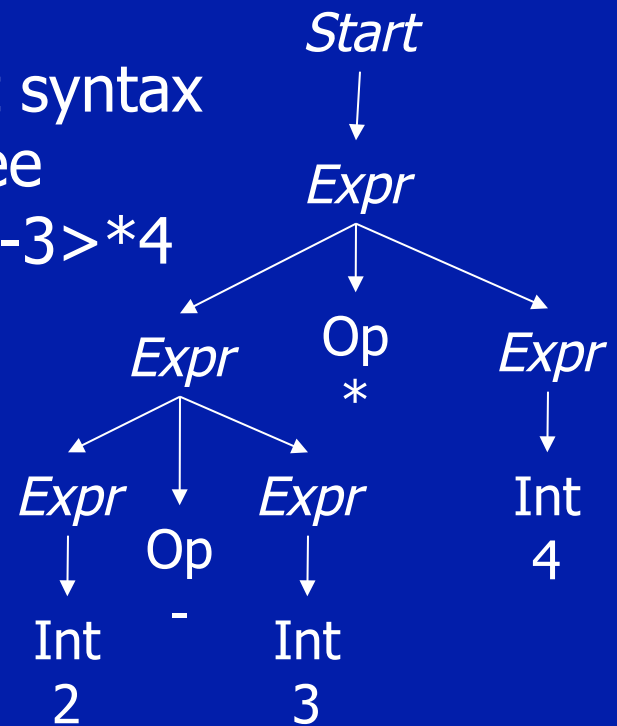 Start
syntax
ee
-3>*4
Expr
Expr
Op
*
Expr
Expr
Op
-
Expr
Int
4
Int
2
Int
3